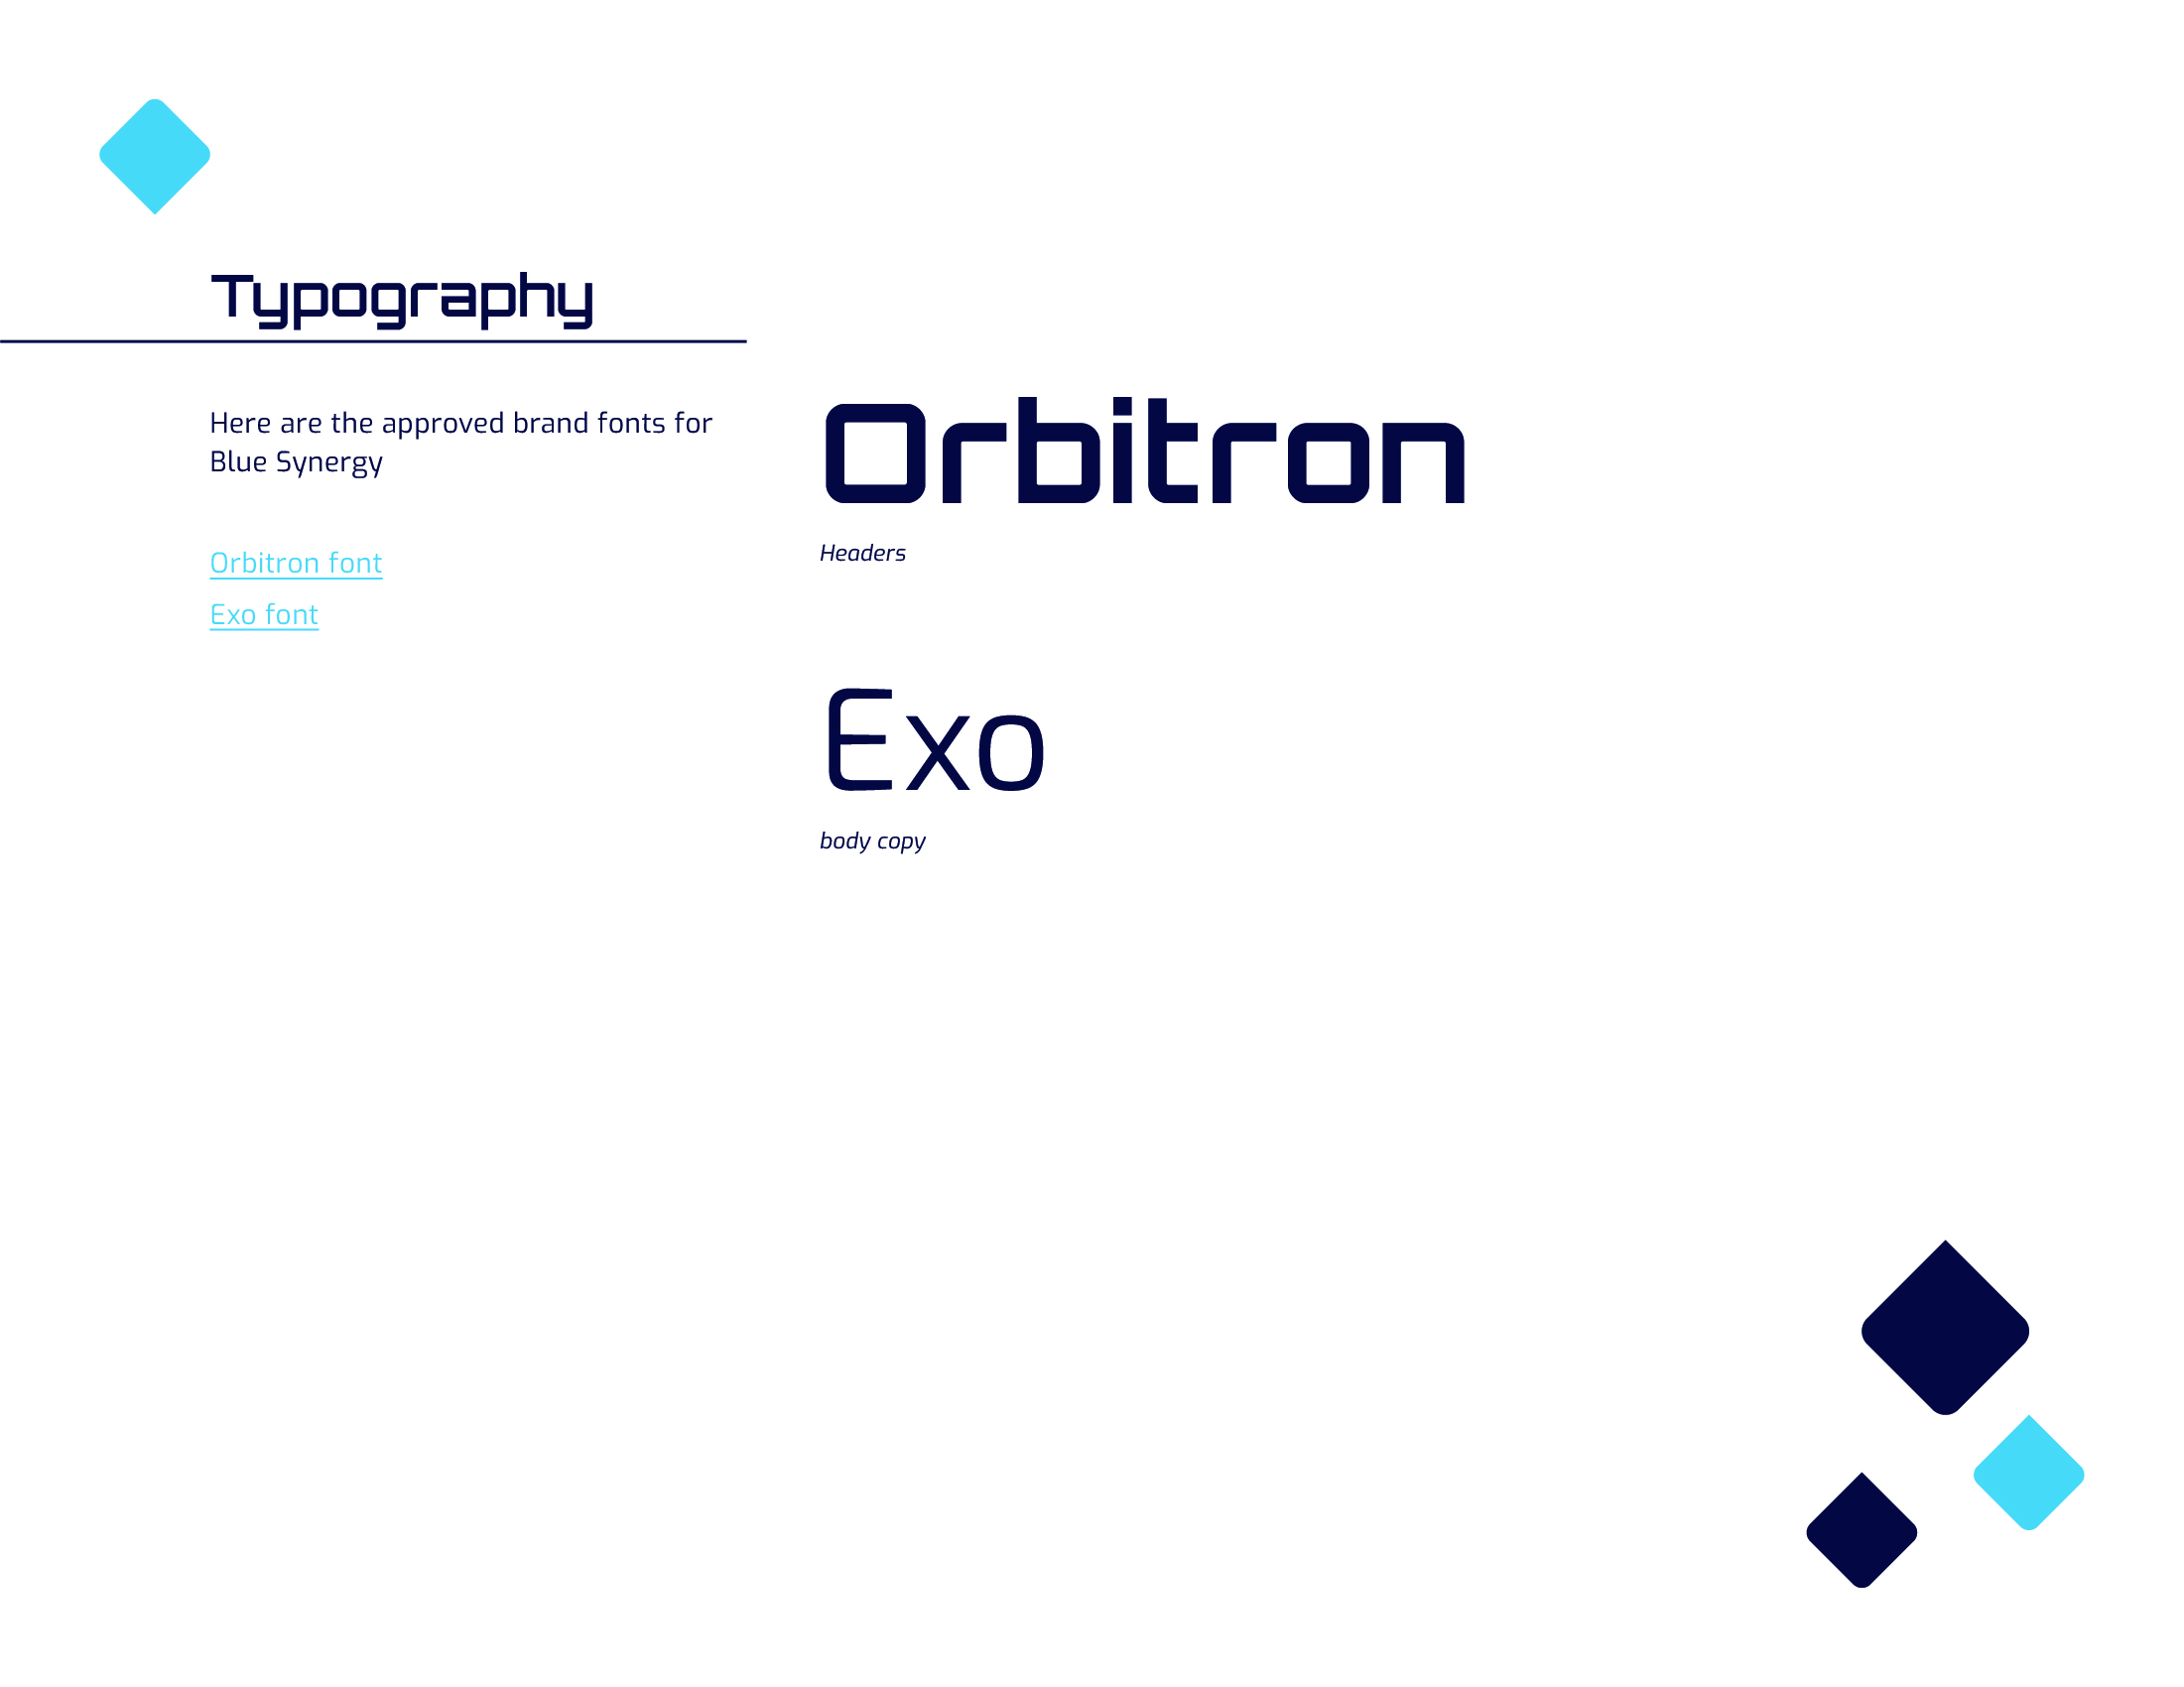 Typography
Here are the approved brand fonts for
Blue Synergy
Orbitron font
Exo font
Orbitron
Headers
Exo
body copy